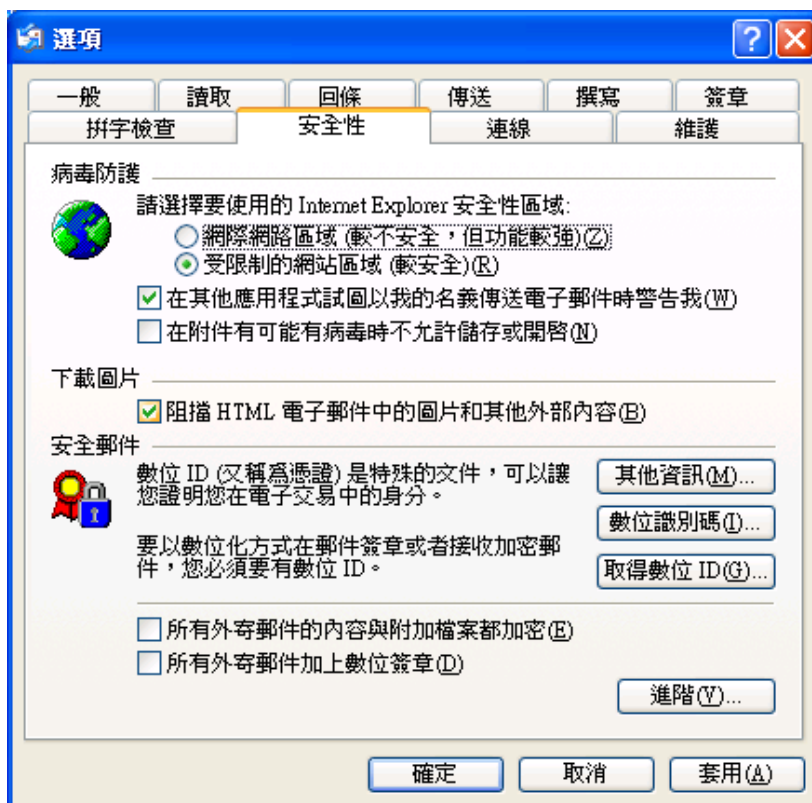 選項
一般 讀取 回條 傳送 撰寫 簽章
拼字檢查 安全性 連線 維護
病毒防護
請選擇要使用的 Internet Explorer 安全性區域:
網際網路區域 (較不安全，但功能較強)(Z)
受限制的網站區域 (較安全)(R)
在其他應用程式試圖以我的名義傳送電子郵件時警告我(W)
在附件有可能有病毒時不允許儲存或開啟(N)
下載圖片
阻擋 HTML 電子郵件中的圖片和其他外部內容(B)
安全郵件
數位 ID (又稱為憑證) 是特殊的文件，可以讓
您證明您在電子交易中的身分。
其他資訊(M)...
數位識別碼(I)...
要以數位化方式在郵件簽章或者接收加密郵
件，您必須要有數位 ID。
取得數位 ID(G)...
所有外寄郵件的內容與附加檔案都加密(E)
所有外寄郵件加上數位簽章(D)
進階(V)...
確定 取消 套用(A)